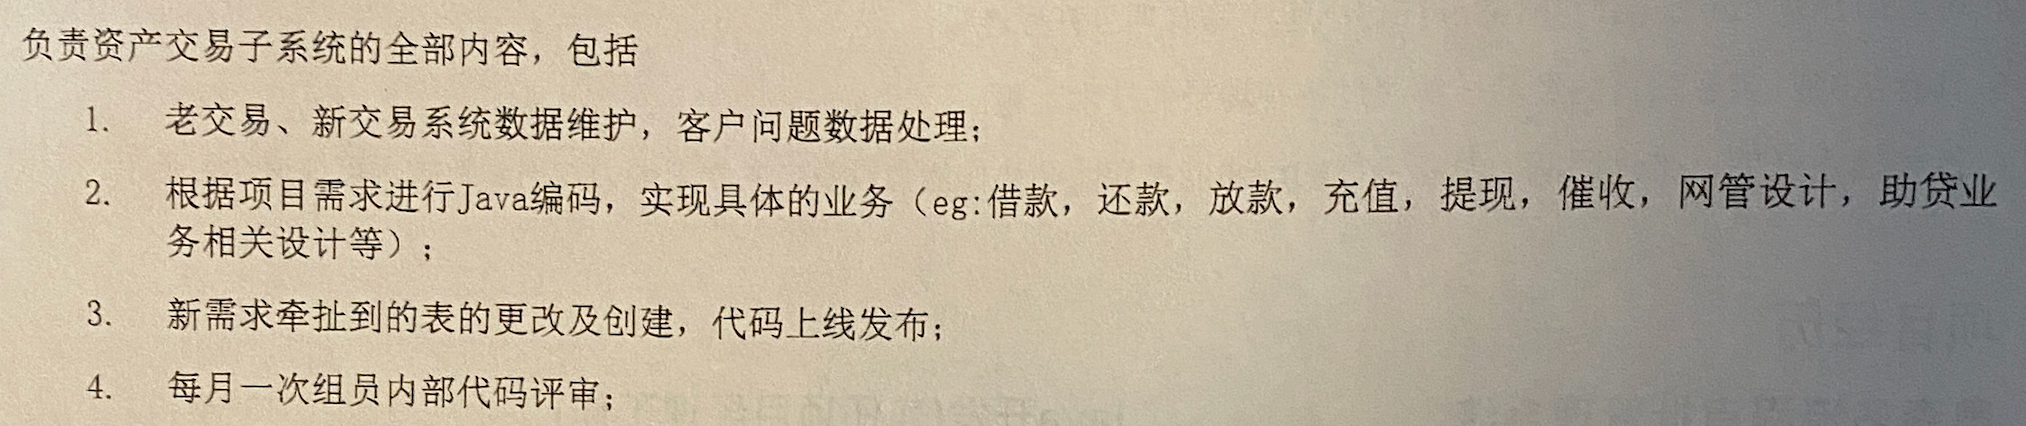 负责资产交易子系统的全部内容，包括
1. 老交易、新交易系统数据维护，客户问题数据处理；
2. 根据项目需求进行Java编码，实现具体的业务（eg:借款，还款，放款，充值，提现，催收，网管设计，助贷业
务相关设计等）；
3. 新需求牵扯到的表的更改及创建，代码上线发布；
4. 每月一次组员内部代码评审；